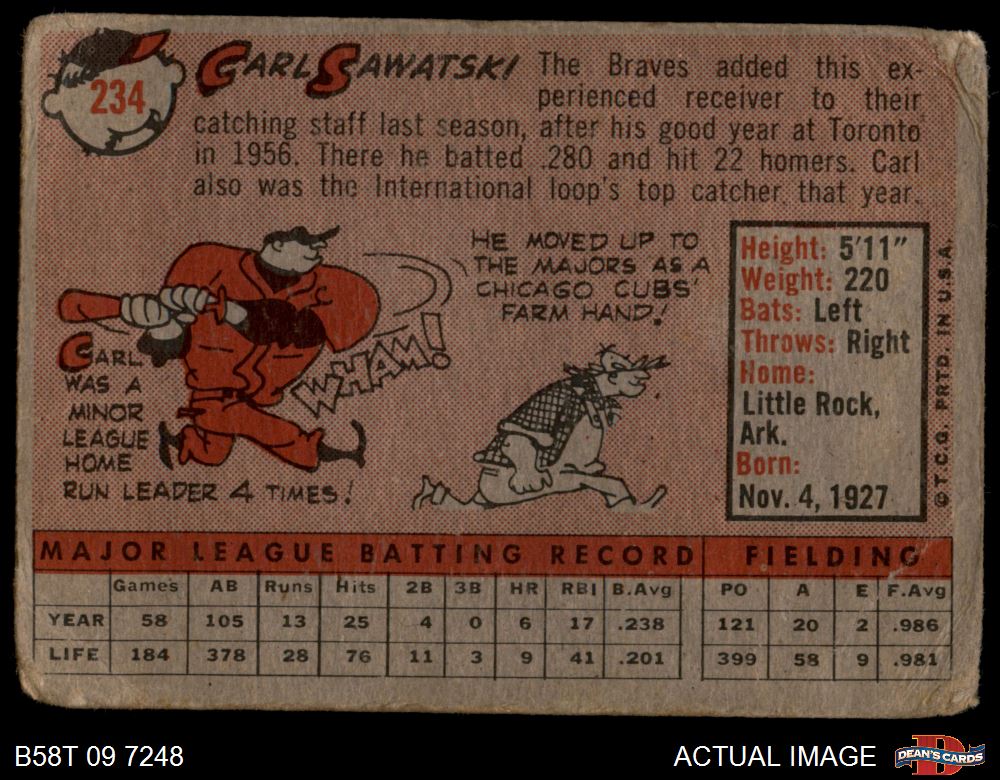 234
CARL SAWATSKI
The Braves added this ex-
perienced receiver to their
catching staff last season, after his good year at Toronto
in 1956. There he batted .280 and hit 22 homers. Carl
also was the International loop's top catcher that year.
HE MOVED UP TO
THE MAJORS AS A
CHICAGO CUBS'
FARM HAND!
WHAM!
CARL
WAS A
MINOR
LEAGUE
HOME
RUN LEADER 4 TIMES!
Height: 5'11"
Weight: 220
Bats: Left
Throws: Right
Home:
Little Rock,
Ark.
Born:
Nov. 4, 1927
© T.C.G. PRTD. IN U.S.A.
MAJOR LEAGUE BATTING RECORD FIELDING
Games AB Runs Hits 2B 3B HR RBI B.Avg PO A E F.Avg
YEAR 58 105 13 25 4 0 6 17 .238 121 20 2 .986
LIFE 184 378 28 76 11 3 9 41 .201 399 58 9 .981
B58T 09 7248
ACTUAL IMAGE
D
DEAN'S CARDS